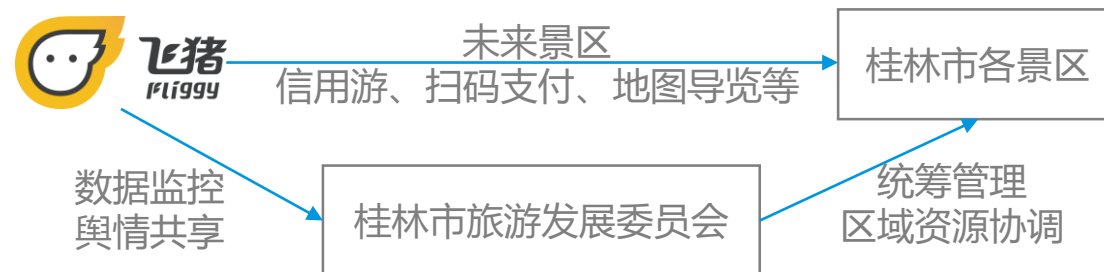 飞猪
Fliggy
未来景区
信用游、扫码支付、地图导览等
桂林市各景区
数据监控
舆情共享
桂林市旅游发展委员会
统筹管理
区域资源协调